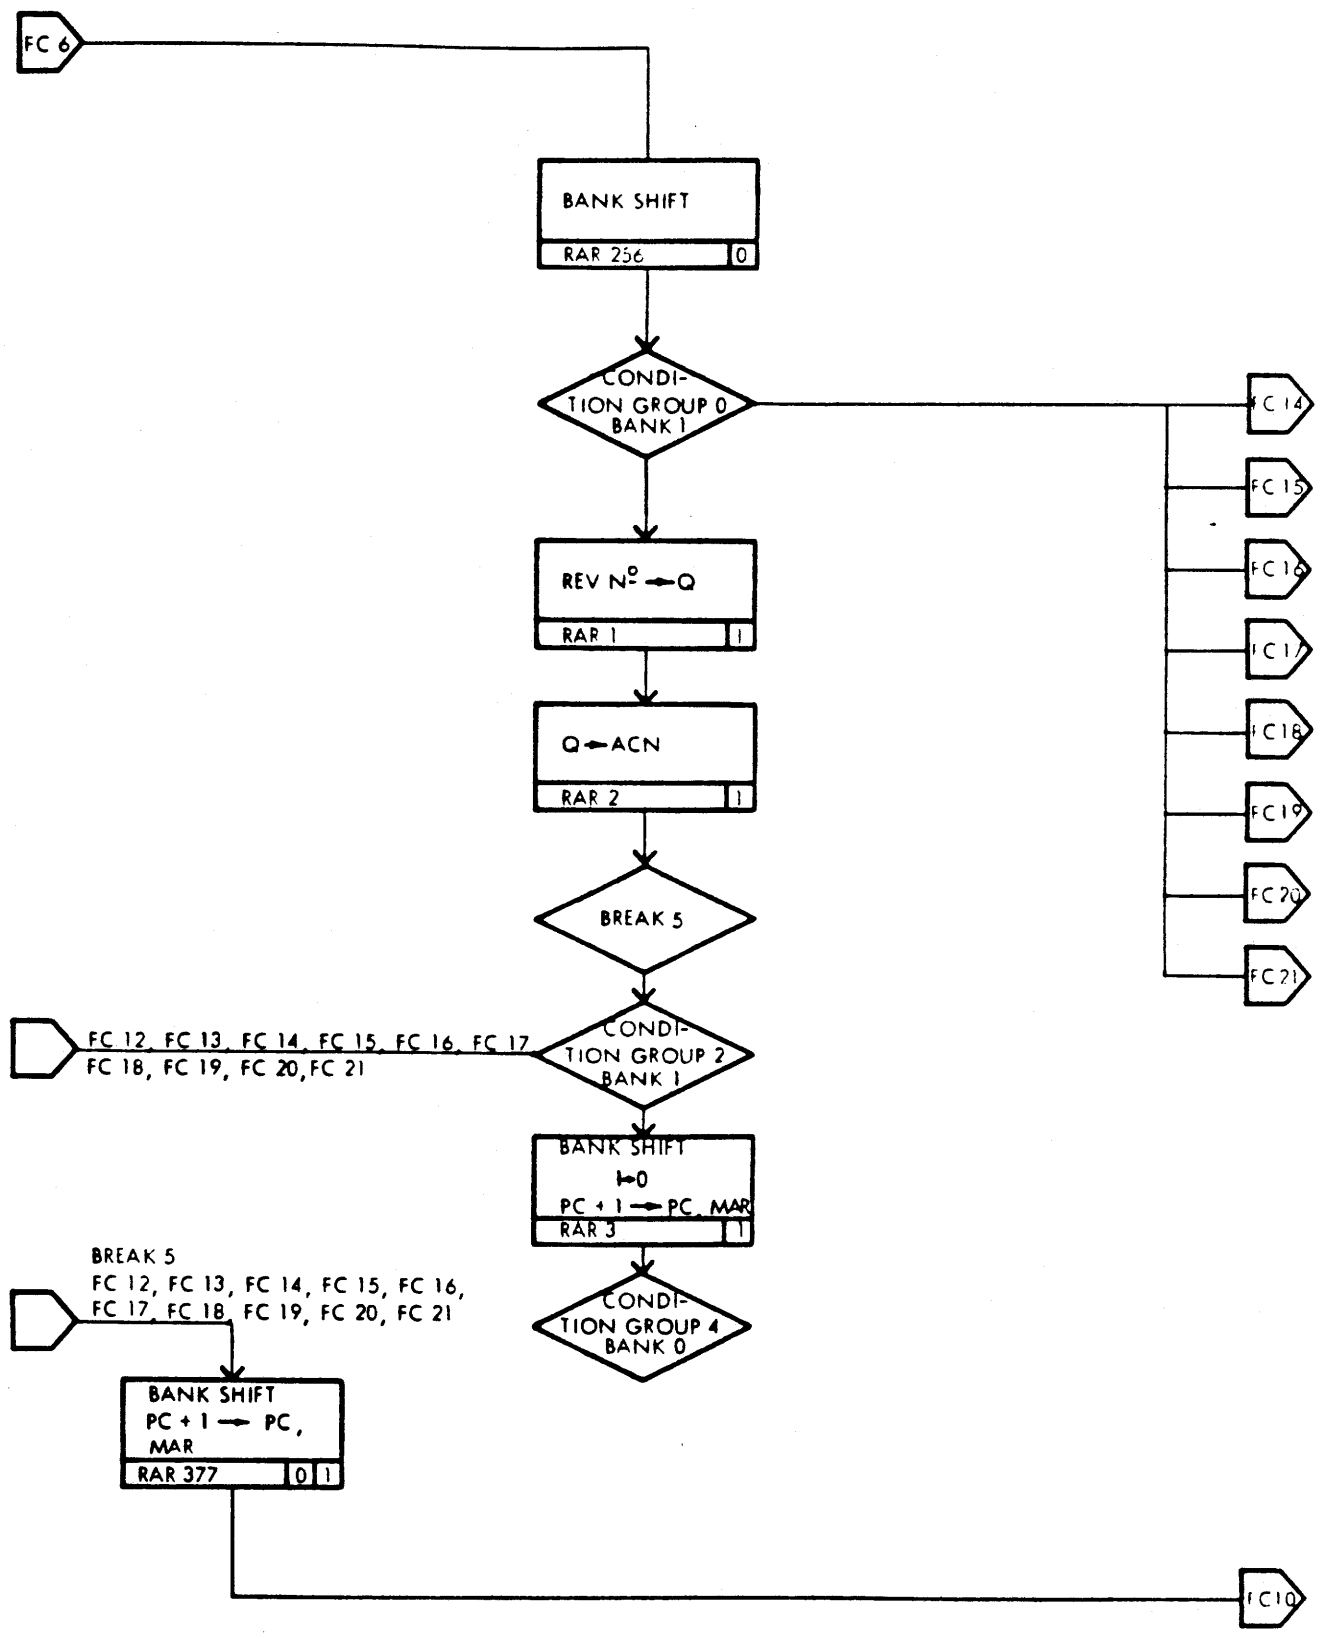 FC 6
BANK SHIFT
RAR 256 0
CONDI-
TION GROUP 0
BANK 1
FC 14
FC 15
FC 16
FC 17
FC 18
FC 19
FC 20
FC 21
REV Nº → Q
RAR 1 1
Q → ACN
RAR 2 1
BREAK 5
FC 12, FC 13, FC 14, FC 15, FC 16, FC 17
FC 18, FC 19, FC 20, FC 21
CONDI-
TION GROUP 2
BANK 1
BANK SHIFT
1→0
PC + 1 → PC, MAR
RAR 3 1
CONDI-
TION GROUP 4
BANK 0
BREAK 5
FC 12, FC 13, FC 14, FC 15, FC 16,
FC 17, FC 18, FC 19, FC 20, FC 21
BANK SHIFT
PC + 1 → PC,
MAR
RAR 377 0 1
FC10